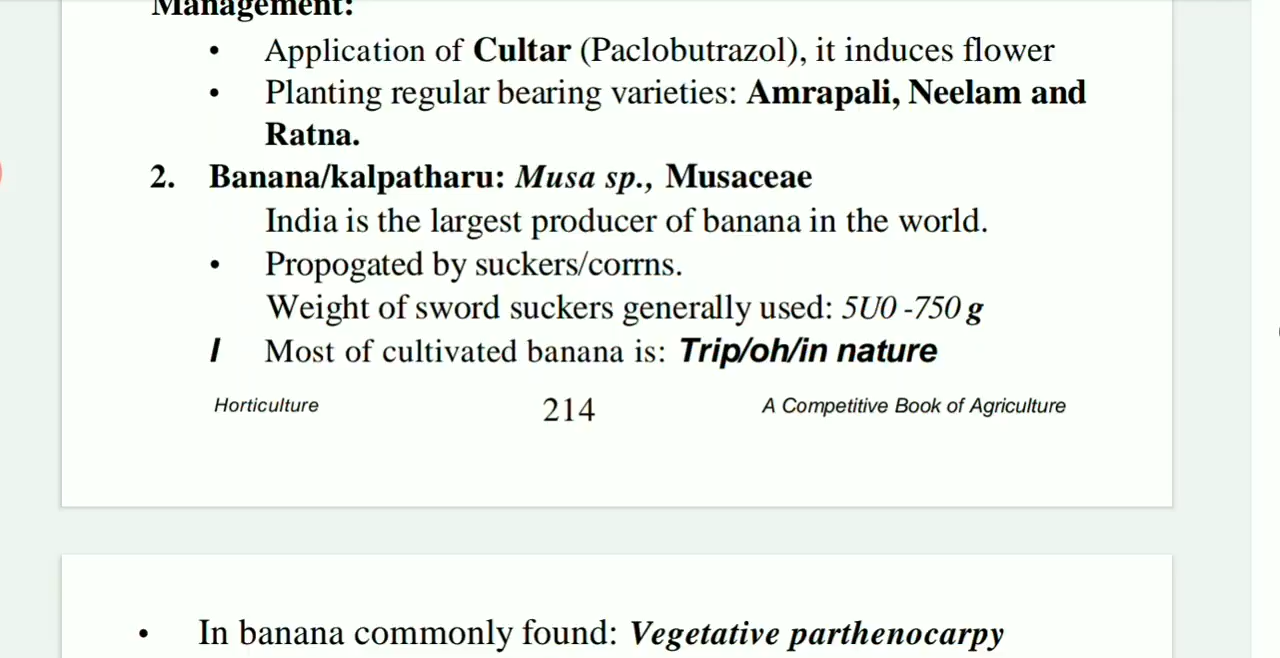 Management:
• Application of Cultar (Paclobutrazol), it induces flower
• Planting regular bearing varieties: Amrapali, Neelam and
Ratna.
2. Banana/kalpatharu: Musa sp., Musaceae
India is the largest producer of banana in the world.
• Propogated by suckers/corrns.
Weight of sword suckers generally used: 5U0 -750 g
I Most of cultivated banana is: Trip/oh/in nature
Horticulture 214 A Competitive Book of Agriculture
• In banana commonly found: Vegetative parthenocarpy